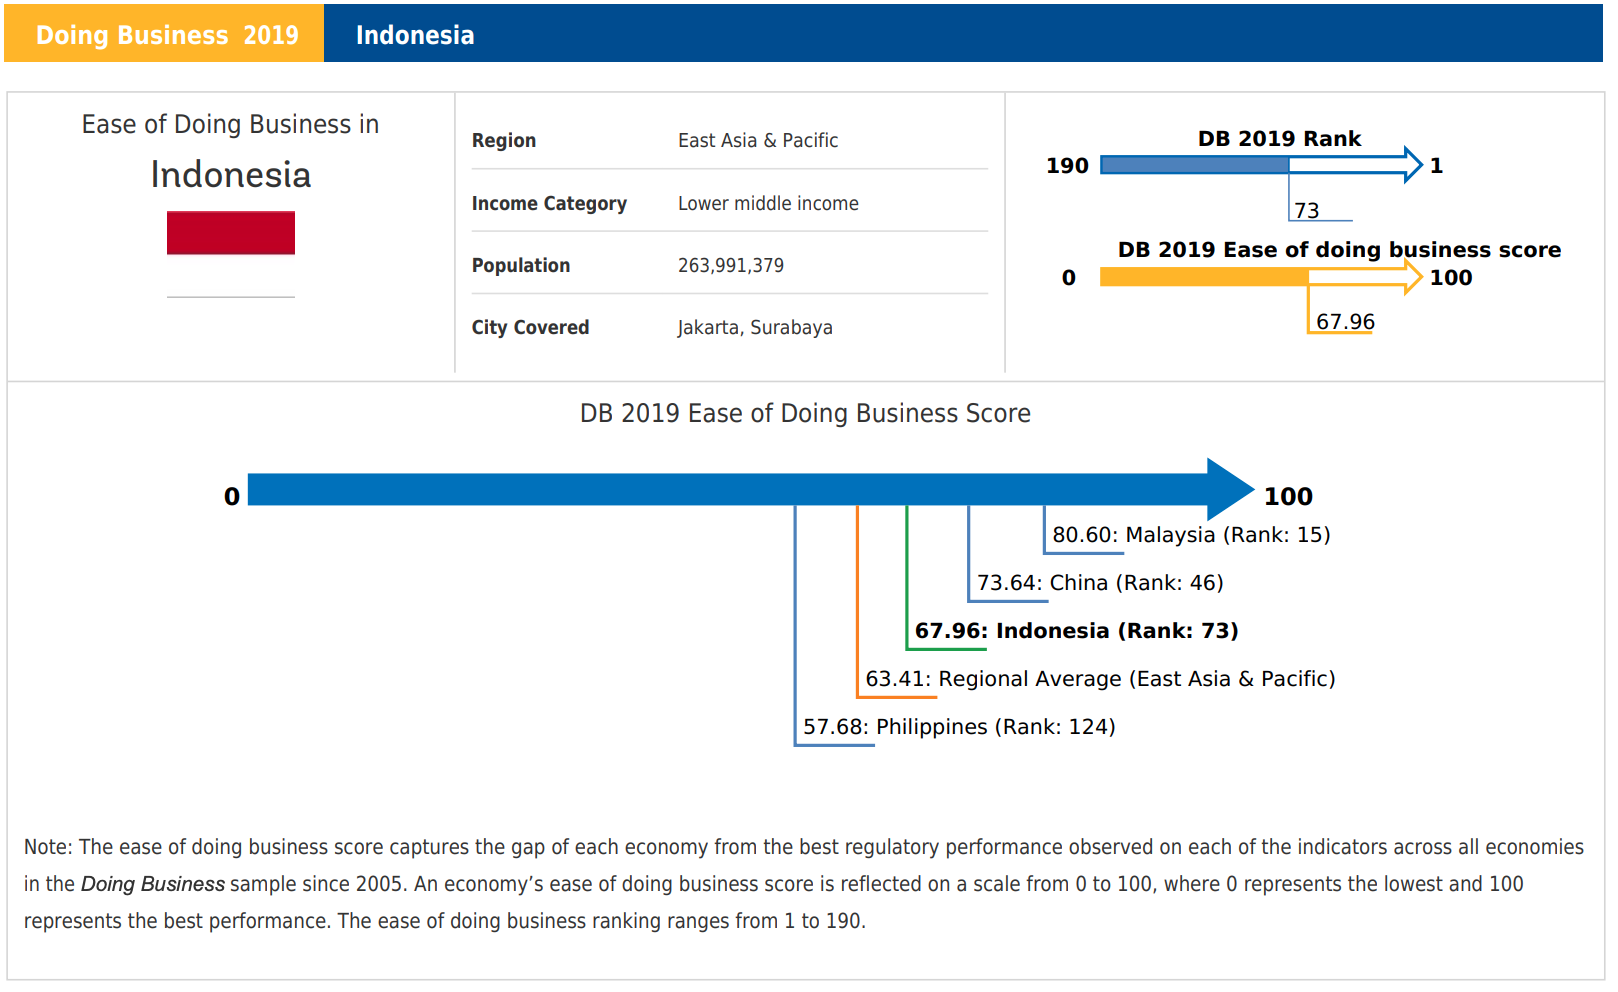 Doing Business 2019
Indonesia
Ease of Doing Business in
Indonesia
Region East Asia & Pacific
Income Category Lower middle income
Population 263,991,379
City Covered Jakarta, Surabaya
DB 2019 Rank
190 1
73
DB 2019 Ease of doing business score
0 100
67.96
DB 2019 Ease of Doing Business Score
0 100
80.60: Malaysia (Rank: 15)
73.64: China (Rank: 46)
67.96: Indonesia (Rank: 73)
63.41: Regional Average (East Asia & Pacific)
57.68: Philippines (Rank: 124)
Note: The ease of doing business score captures the gap of each economy from the best regulatory performance observed on each of the indicators across all economies
in the Doing Business sample since 2005. An economy’s ease of doing business score is reflected on a scale from 0 to 100, where 0 represents the lowest and 100
represents the best performance. The ease of doing business ranking ranges from 1 to 190.